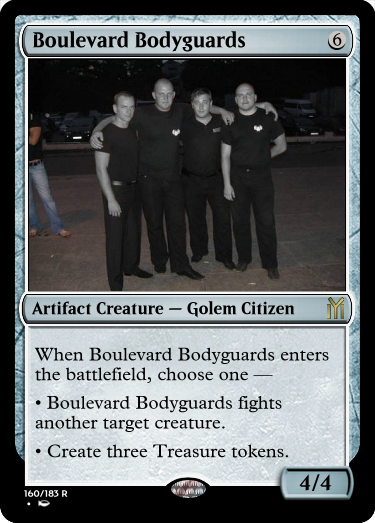 Boulevard Bodyguards 6
Artifact Creature — Golem Citizen
When Boulevard Bodyguards enters
the battlefield, choose one —
• Boulevard Bodyguards fights
another target creature.
• Create three Treasure tokens.
4/4
160/183 R